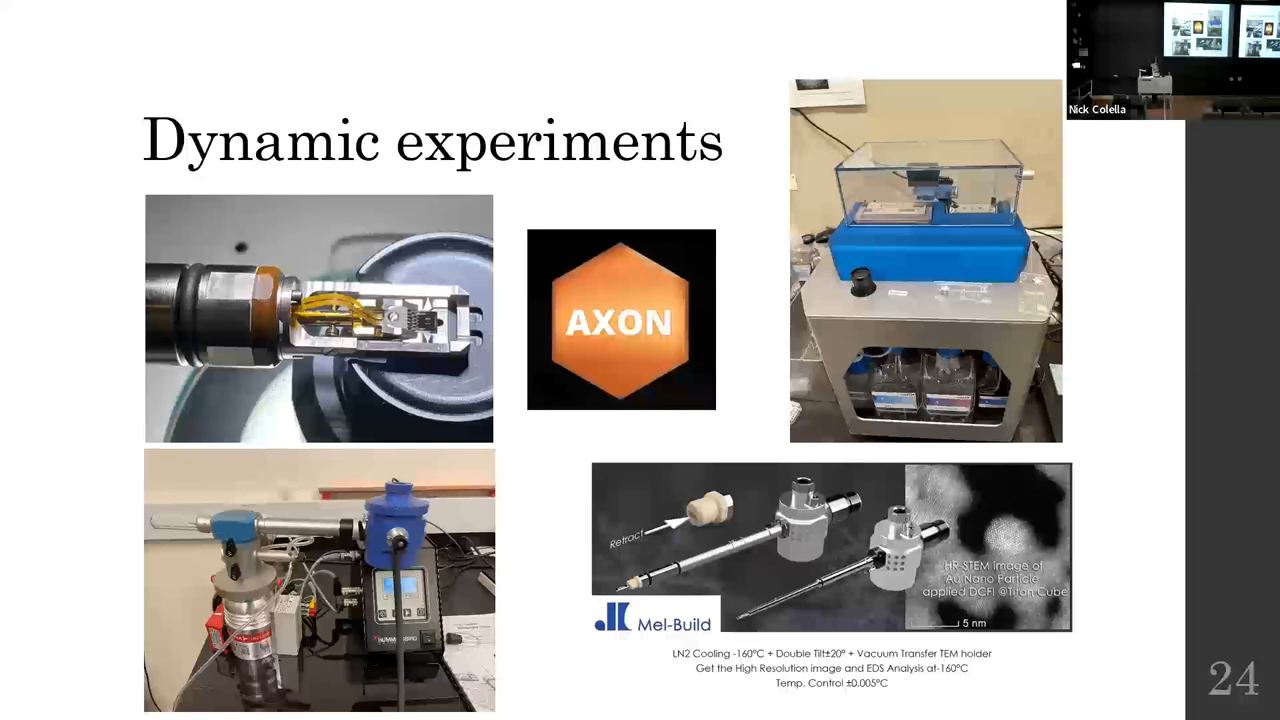 Nick Colella
Dynamic experiments
AXON
Retract
HR-STEM image of
Au Nano Particle
applied DCFI @Titan Cube
5 nm
Mel-Build
LN2 Cooling -160°C + Double Tilt±20° + Vacuum Transfer TEM holder
Get the High Resolution image and EDS Analysis at-160°C
Temp. Control ±0.005°C
24